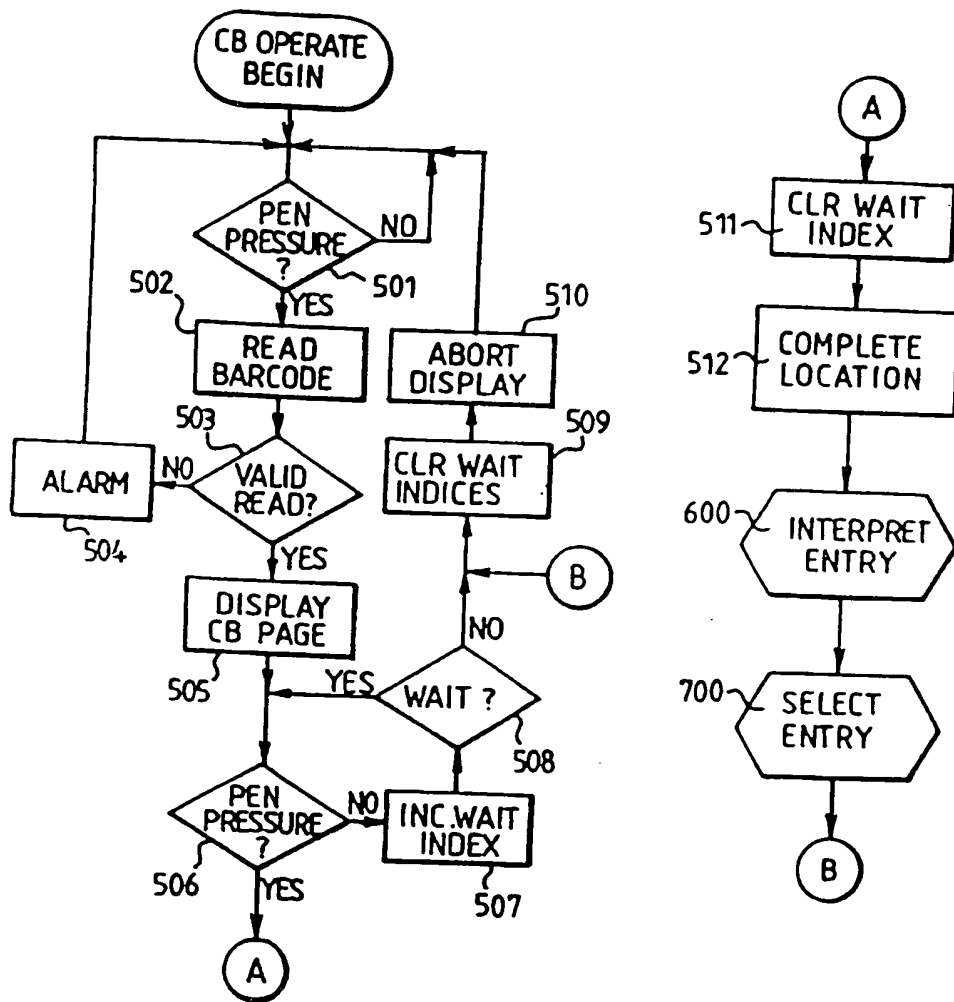 CB OPERATE
BEGIN
PEN
PRESSURE
?
NO
501
YES
502
READ
BARCODE
503
VALID
READ?
NO
ALARM
504
YES
DISPLAY
CB PAGE
505
PEN
PRESSURE
?
506
NO
YES
A
INC.WAIT
INDEX
507
WAIT ?
508
YES
NO
B
CLR WAIT
INDICES
509
ABORT
DISPLAY
510
A
CLR WAIT
INDEX
511
COMPLETE
LOCATION
512
600
INTERPRET
ENTRY
700
SELECT
ENTRY
B